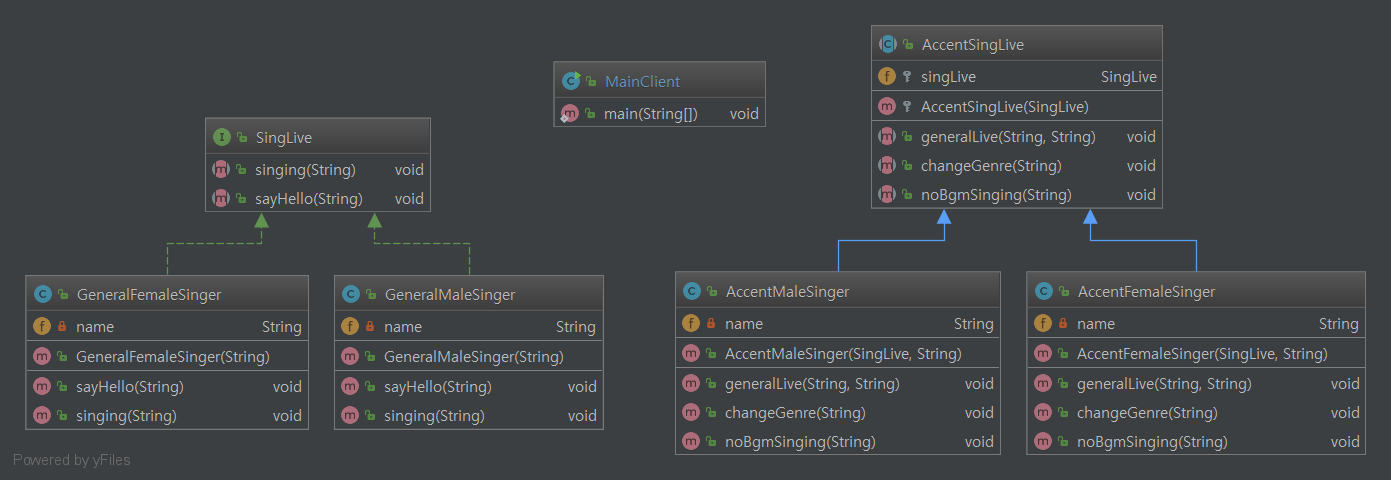 SingLive
singing(String) void
sayHello(String) void
MainClient
main(String[]) void
AccentSingLive
singLive SingLive
AccentSingLive(SingLive)
generalLive(String, String) void
changeGenre(String) void
noBgmSinging(String) void
GeneralFemaleSinger
name String
GeneralFemaleSinger(String)
sayHello(String) void
singing(String) void
GeneralMaleSinger
name String
GeneralMaleSinger(String)
sayHello(String) void
singing(String) void
AccentMaleSinger
name String
AccentMaleSinger(SingLive, String)
generalLive(String, String) void
changeGenre(String) void
noBgmSinging(String) void
AccentFemaleSinger
name String
AccentFemaleSinger(SingLive, String)
generalLive(String, String) void
changeGenre(String) void
noBgmSinging(String) void
Powered by yFiles